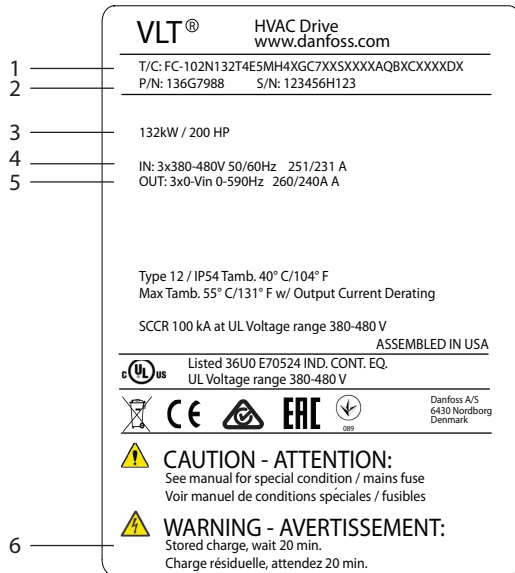 VLT® HVAC Drive
www.danfoss.com
1 T/C: FC-102N132T4E5MH4XGC7XXSXXXXAQBXCXXXXDX
2 P/N: 136G7988 S/N: 123456H123
3 132kW / 200 HP
4 IN: 3x380-480V 50/60Hz 251/231 A
5 OUT: 3x0-Vin 0-590Hz 260/240A A
Type 12 / IP54 Tamb. 40° C/104° F
Max Tamb. 55° C/131° F w/ Output Current Derating
SCCR 100 kA at UL Voltage range 380-480 V
ASSEMBLED IN USA
c UL us Listed 36U0 E70524 IND. CONT. EQ.
UL Voltage range 380-480 V
CE EAC 089
Danfoss A/S
6430 Nordborg
Denmark
CAUTION - ATTENTION:
See manual for special condition / mains fuse
Voir manuel de conditions spéciales / fusibles
WARNING - AVERTISSEMENT:
6 Stored charge, wait 20 min.
Charge résiduelle, attendez 20 min.